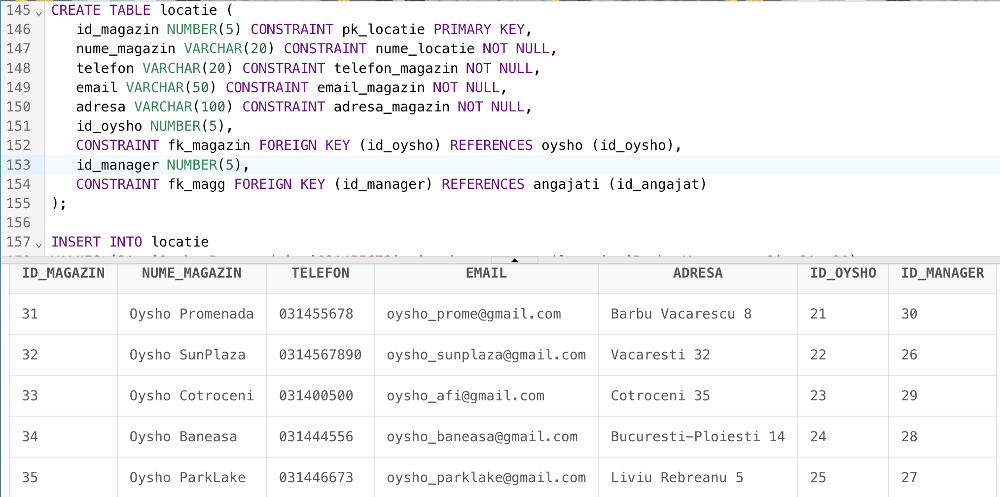 145 CREATE TABLE locatie (
146 id_magazin NUMBER(5) CONSTRAINT pk_locatie PRIMARY KEY,
147 nume_magazin VARCHAR(20) CONSTRAINT nume_locatie NOT NULL,
148 telefon VARCHAR(20) CONSTRAINT telefon_magazin NOT NULL,
149 email VARCHAR(50) CONSTRAINT email_magazin NOT NULL,
150 adresa VARCHAR(100) CONSTRAINT adresa_magazin NOT NULL,
151 id_oysho NUMBER(5),
152 CONSTRAINT fk_magazin FOREIGN KEY (id_oysho) REFERENCES oysho (id_oysho),
153 id_manager NUMBER(5),
154 CONSTRAINT fk_magg FOREIGN KEY (id_manager) REFERENCES angajati (id_angajat)
155 );
156
157 INSERT INTO locatie
ID_MAGAZIN NUME_MAGAZIN TELEFON EMAIL ADRESA ID_OYSHO ID_MANAGER
31 Oysho Promenada 031455678 oysho_prome@gmail.com Barbu Vacarescu 8 21 30
32 Oysho SunPlaza 0314567890 oysho_sunplaza@gmail.com Vacaresti 32 22 26
33 Oysho Cotroceni 031400500 oysho_afi@gmail.com Cotroceni 35 23 29
34 Oysho Baneasa 031444556 oysho_baneasa@gmail.com Bucuresti-Ploiesti 14 24 28
35 Oysho ParkLake 031446673 oysho_parklake@gmail.com Liviu Rebreanu 5 25 27